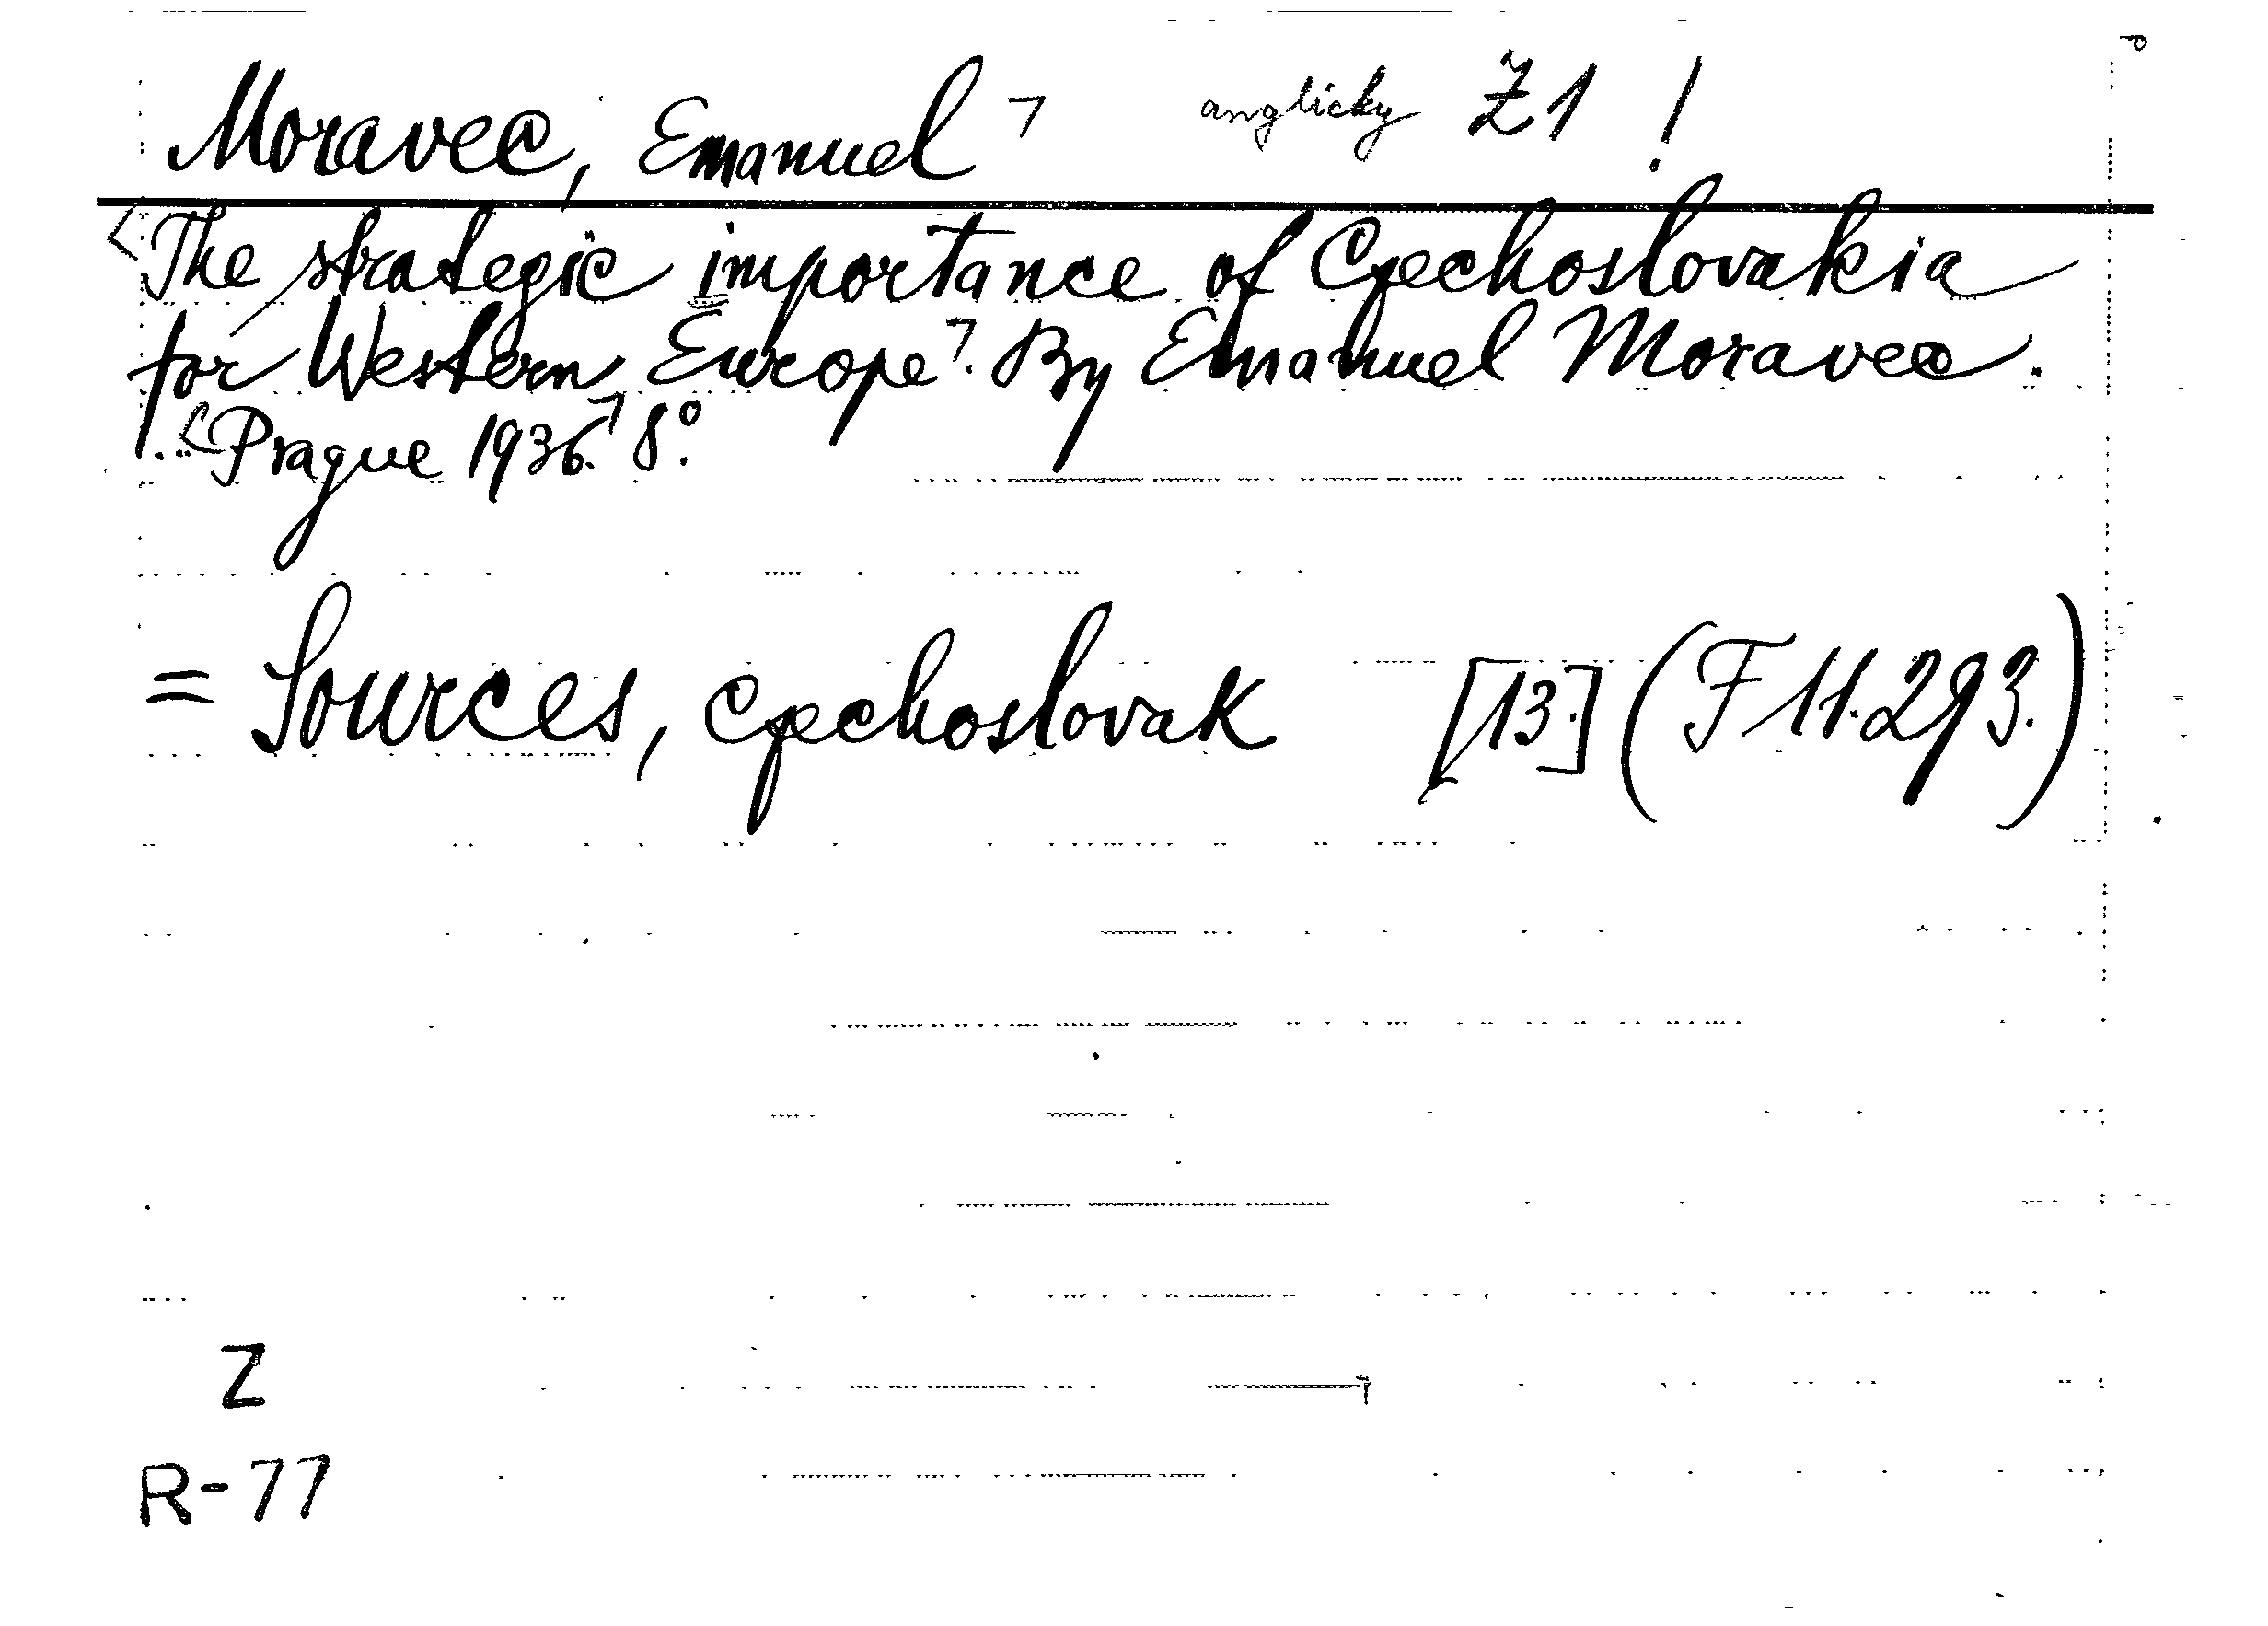 Moravec, Emanuel ⌝ anglicky Ž1 !
<The strategic importance of Czechoslovakia
for Western Europe⌝. By Emanuel Moravec.
<Prague 1936.⌝ 8°.
= Sources, Czechoslovak [13.] (F 11.293.)
Z
R-77